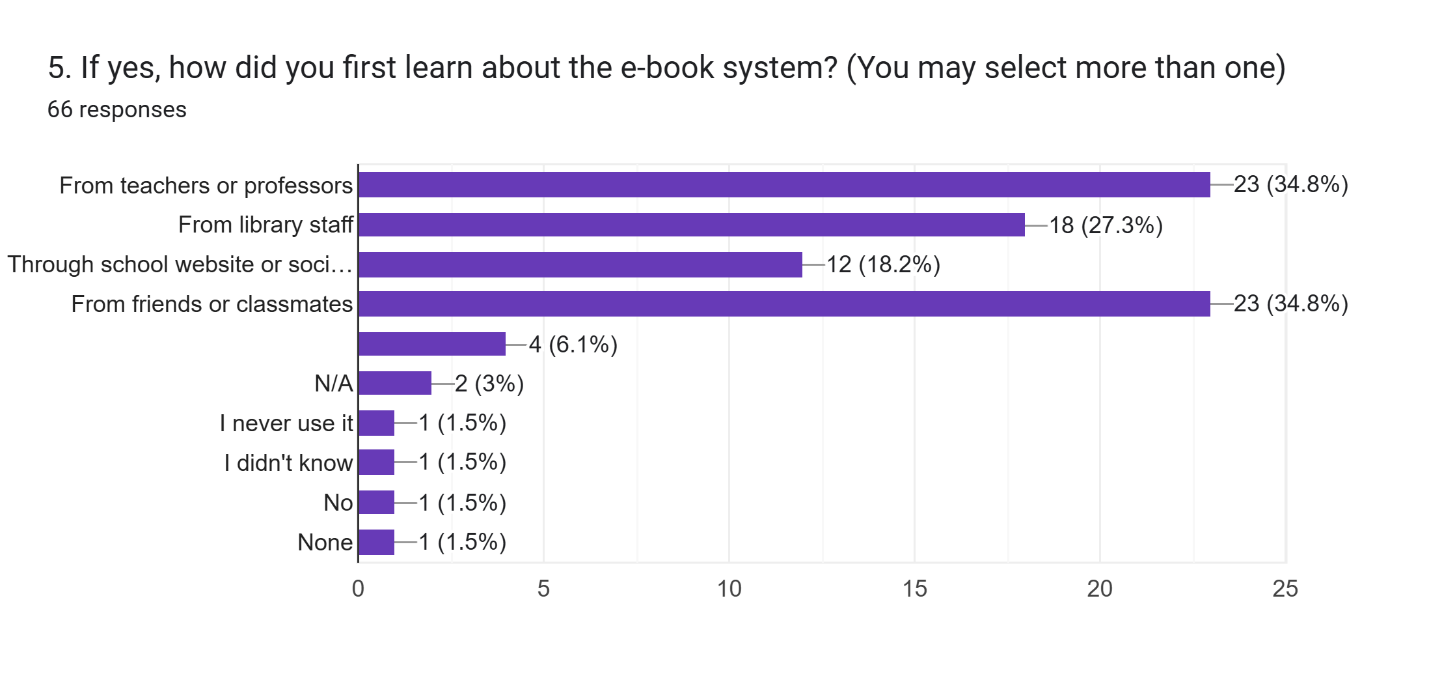 5. If yes, how did you first learn about the e-book system? (You may select more than one)
66 responses
From teachers or professors 23 (34.8%)
From library staff 18 (27.3%)
Through school website or soci… 12 (18.2%)
From friends or classmates 23 (34.8%)
4 (6.1%)
N/A 2 (3%)
I never use it 1 (1.5%)
I didn't know 1 (1.5%)
No 1 (1.5%)
None 1 (1.5%)
0 5 10 15 20 25